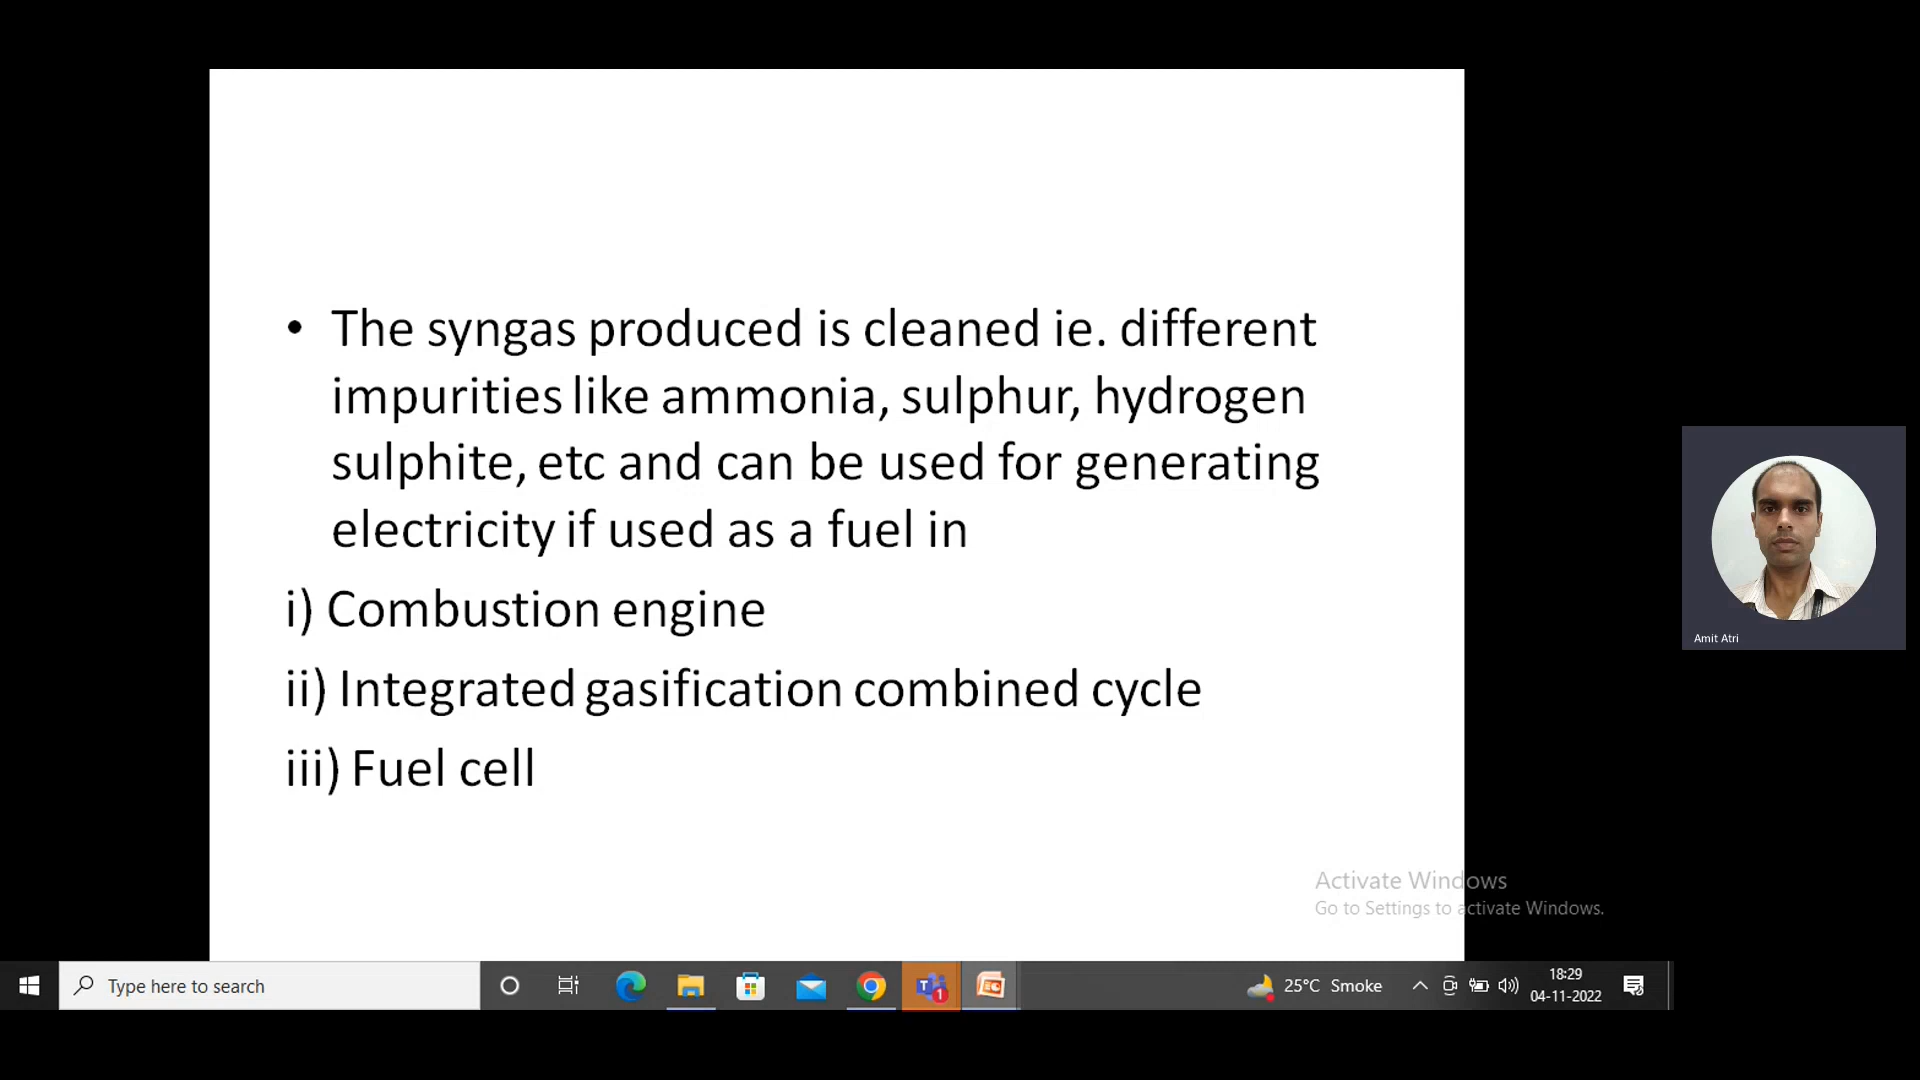 • The syngas produced is cleaned ie. different
impurities like ammonia, sulphur, hydrogen
sulphite, etc and can be used for generating
electricity if used as a fuel in
i) Combustion engine
ii) Integrated gasification combined cycle
iii) Fuel cell
Amit Atri
Activate Windows
Go to Settings to activate Windows.
Type here to search
25°C Smoke
18:29
04-11-2022